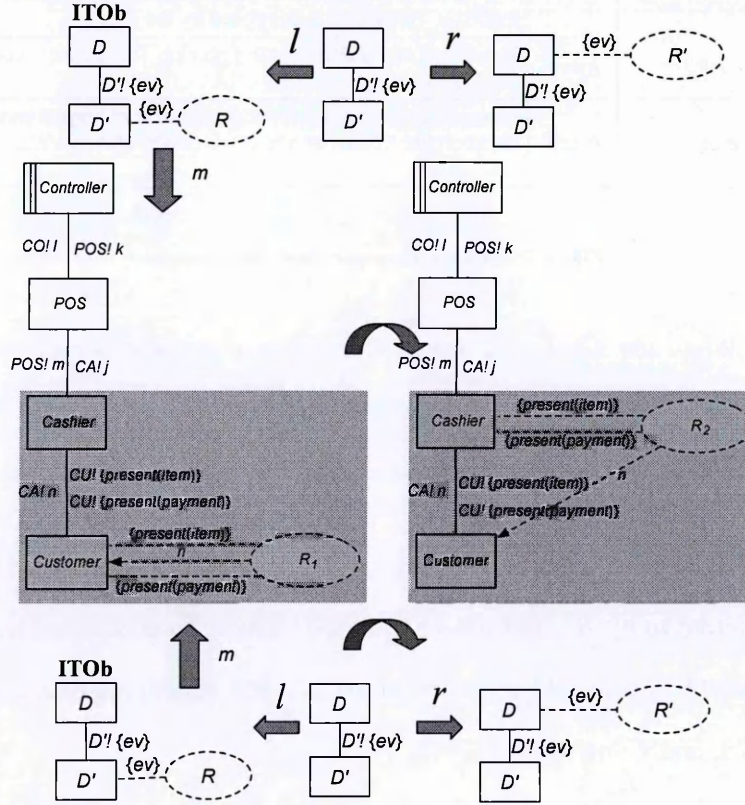 ITOb
D
D'! {ev}
D'
{ev}
R
l
D
D'! {ev}
D'
r
D
{ev}
R'
D'! {ev}
D'
m
Controller
CO! l
POS! k
POS
POS! m
CA! j
Cashier
CA! n
CU! {present(item)}
CU! {present(payment)}
Customer
{present(item)}
n
{present(payment)}
R1
Controller
CO! l
POS! k
POS
POS! m
CA! j
Cashier
{present(item)}
{present(payment)}
R2
n
CA! n
CU! {present(item)}
CU! {present(payment)}
Customer
m
ITOb
D
D'! {ev}
D'
{ev}
R
l
D
D'! {ev}
D'
r
D
{ev}
R'
D'! {ev}
D'